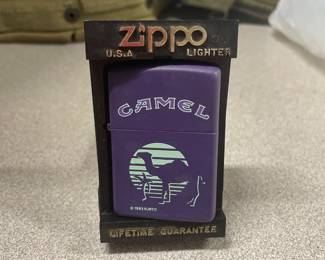 Zippo
U.S.A. LIGHTER
CAMEL
LIFETIME GUARANTEE